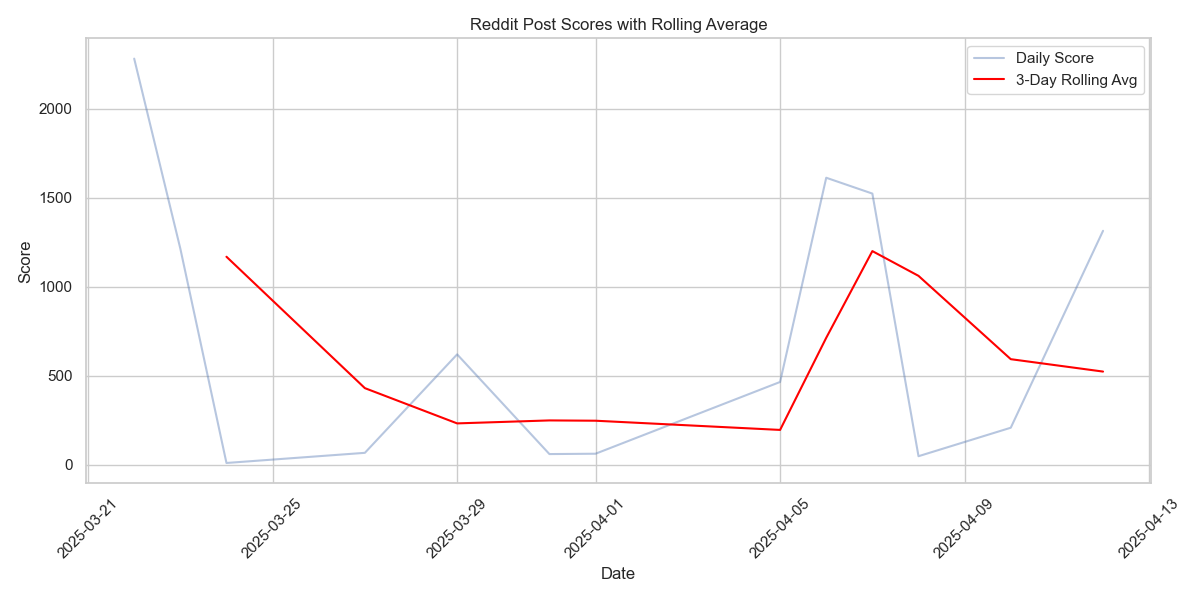 Reddit Post Scores with Rolling Average
Daily Score
3-Day Rolling Avg
Score
2000
1500
1000
500
0
2025-03-21
2025-03-25
2025-03-29
2025-04-01
2025-04-05
2025-04-09
2025-04-13
Date